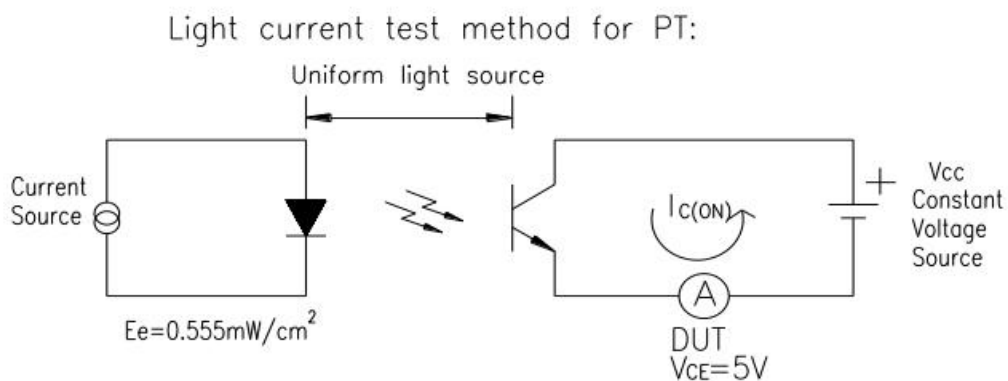 Light current test method for PT:
Uniform light source
Current
Source
Ee=0.555mW/cm²
IC(ON)
A
DUT
VCE=5V
+
Vcc
Constant
Voltage
Source